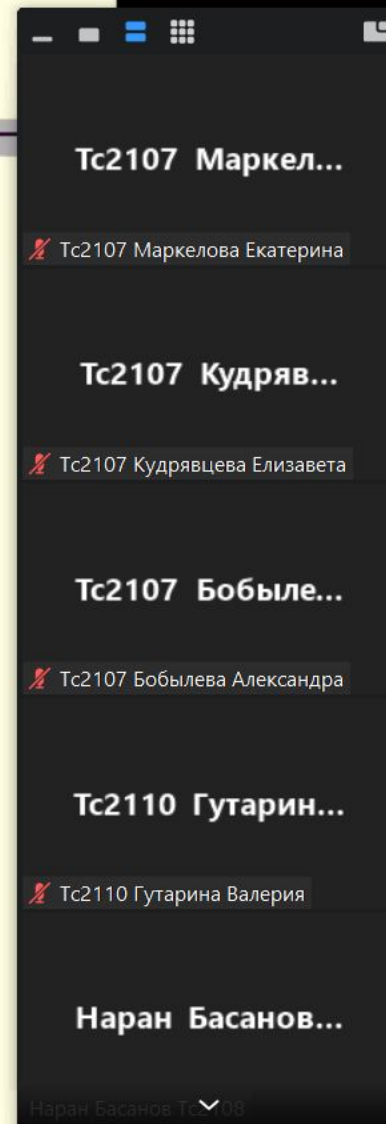 Тс2107 Маркел...
Тс2107 Маркелова Екатерина
Тс2107 Кудряв...
Тс2107 Кудрявцева Елизавета
Тс2107 Бобыле...
Тс2107 Бобылева Александра
Тс2110 Гутарин...
Тс2110 Гутарина Валерия
Наран Басанов...
Наран Басанов Тс2108